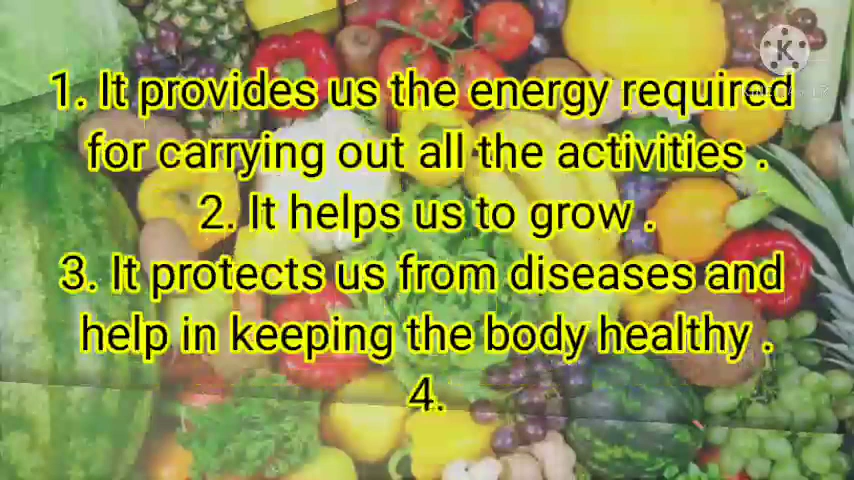 1. It provides us the energy required
for carrying out all the activities .
2. It helps us to grow .
3. It protects us from diseases and
help in keeping the body healthy .
4.